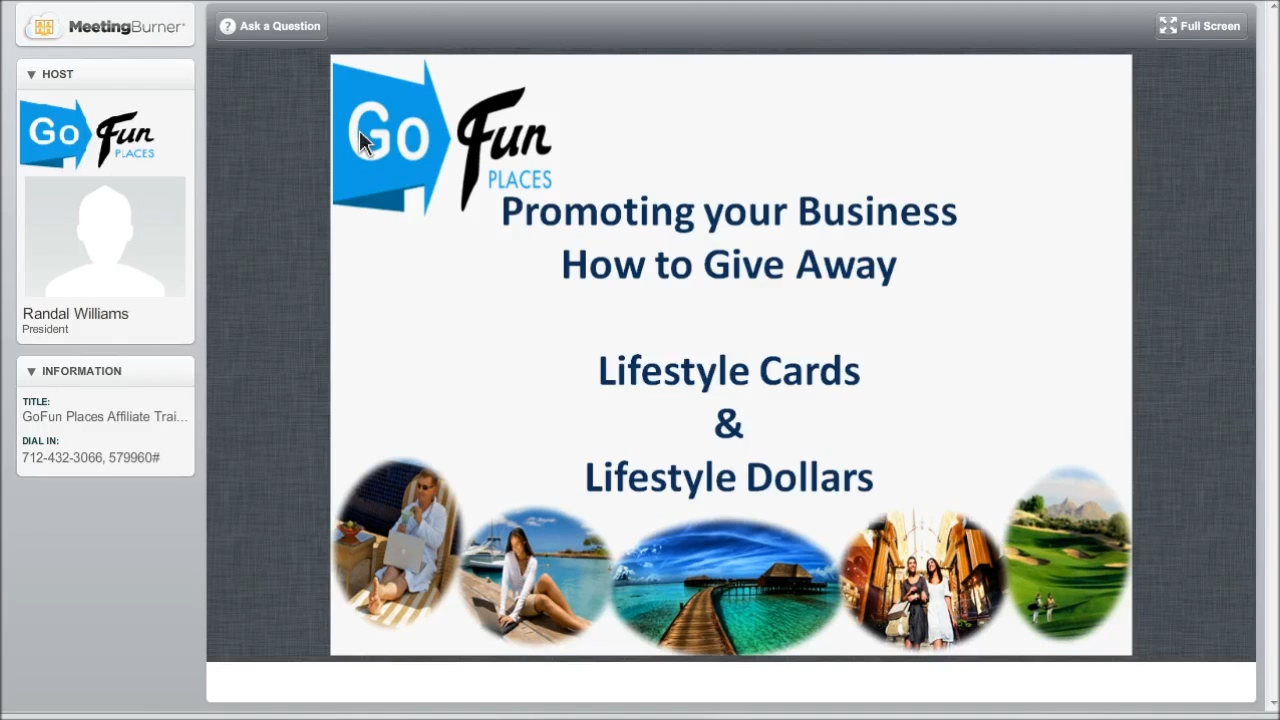 MeetingBurner
Ask a Question
Full Screen
HOST
Go Fun
PLACES
Randal Williams
President
INFORMATION
TITLE:
GoFun Places Affiliate Trai...
DIAL IN:
712-432-3066, 579960#
Go Fun
PLACES
Promoting your Business
How to Give Away
Lifestyle Cards
&
Lifestyle Dollars